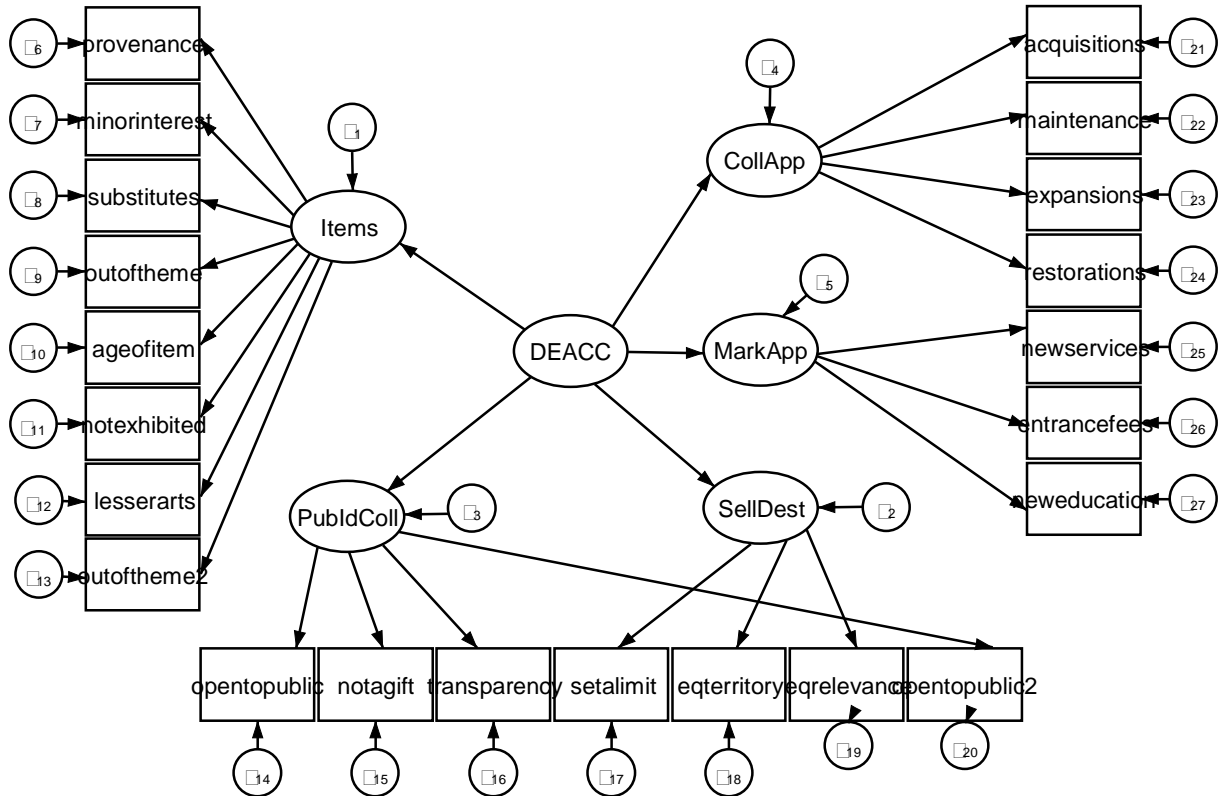 □6
provenance
□7
minorinterest
□8
substitutes
□9
outoftheme
□10
ageofitem
□11
notexhibited
□12
lesserarts
□13
outoftheme2
□1
Items
□4
CollApp
□5
DEACC
MarkApp
PubIdColl
□3
SellDest
□2
acquisitions
□21
maintenance
□22
expansions
□23
restorations
□24
newservices
□25
entrancefees
□26
neweducation
□27
opentopublic
notagift
transparency
setalimit
eqterritory
eqrelevance
opentopublic2
□14
□15
□16
□17
□18
□19
□20